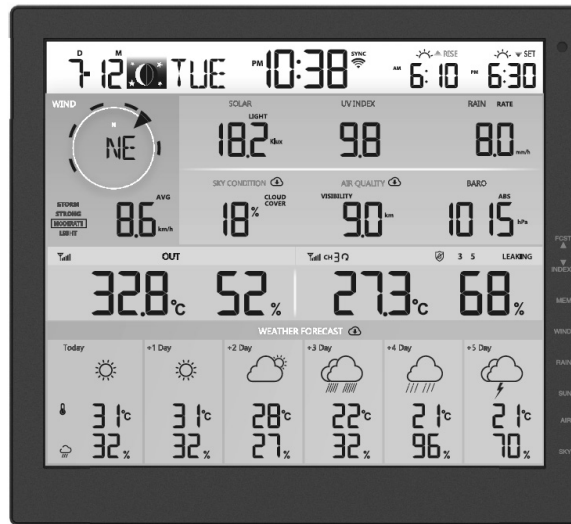 D M
7-12 TUE PM 10:38 SYNC
RISE AM 6:10
SET PM 6:30
WIND
NE
STORM
STRONG
MODERATE
LIGHT
AVG
8.6 km/h
SOLAR
LIGHT
18.2 Klux
UV INDEX
9.8
RAIN RATE
8.0 mm/h
SKY CONDITION
18% CLOUD COVER
AIR QUALITY
VISIBILITY
9.0 km
BARO
ABS
1015 hPa
OUT
32.8°C 52%
CH 3 3 5 LEAKING
27.3°C 68%
WEATHER FORECAST
Today +1 Day +2 Day +3 Day +4 Day +5 Day
31°C 31°C 28°C 22°C 21°C 21°C
32% 32% 27% 32% 96% 70%
FCST
INDEX
MEM
WIND
RAIN
SUN
AIR
SKY